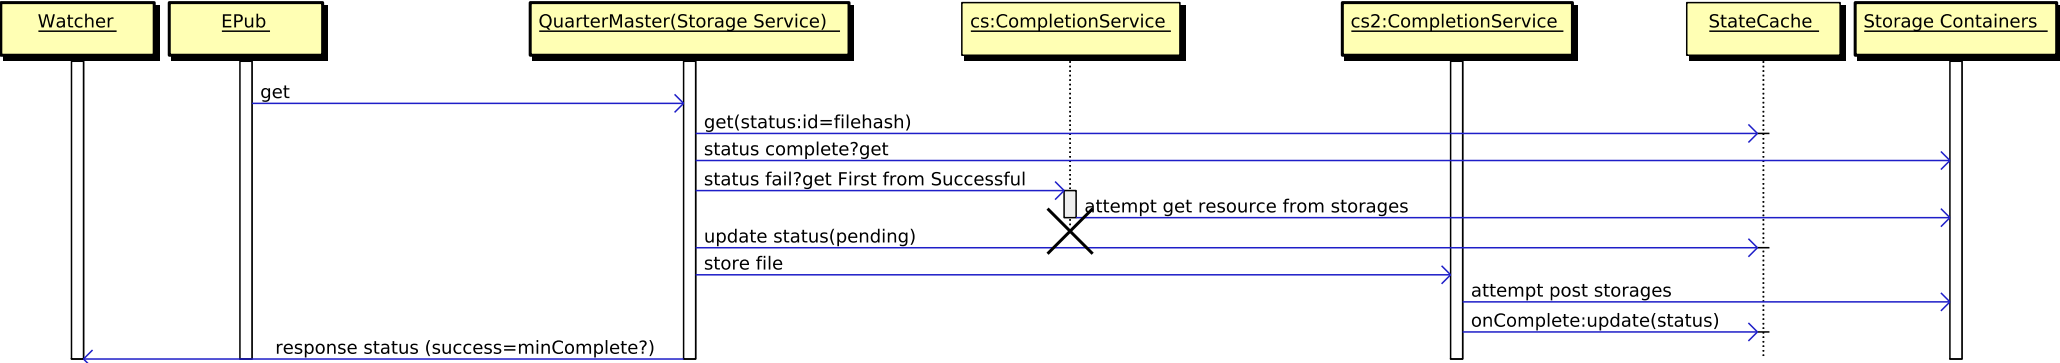 Watcher
EPub
QuarterMaster(Storage Service)
cs:CompletionService
cs2:CompletionService
StateCache
Storage Containers
get
get(status:id=filehash)
status complete?get
status fail?get First from Successful
attempt get resource from storages
update status(pending)
store file
attempt post storages
onComplete:update(status)
response status (success=minComplete?)